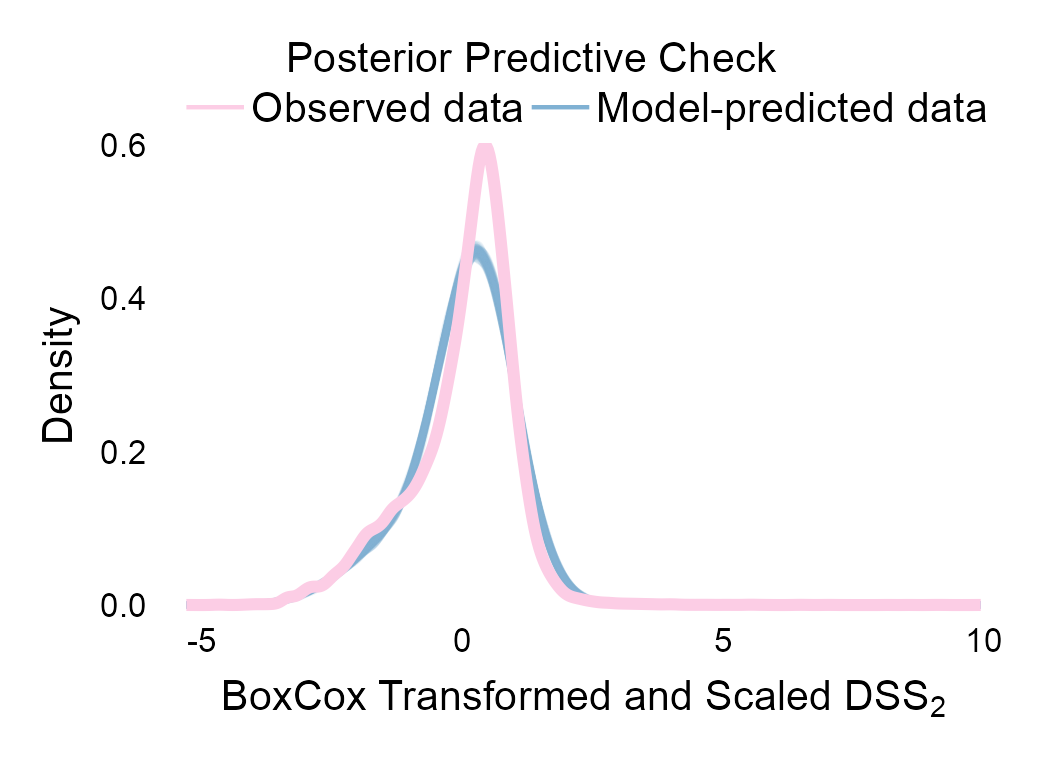 Posterior Predictive Check
Observed data Model-predicted data
0.6
0.4
0.2
0.0
Density
-5 0 5 10
BoxCox Transformed and Scaled DSS₂